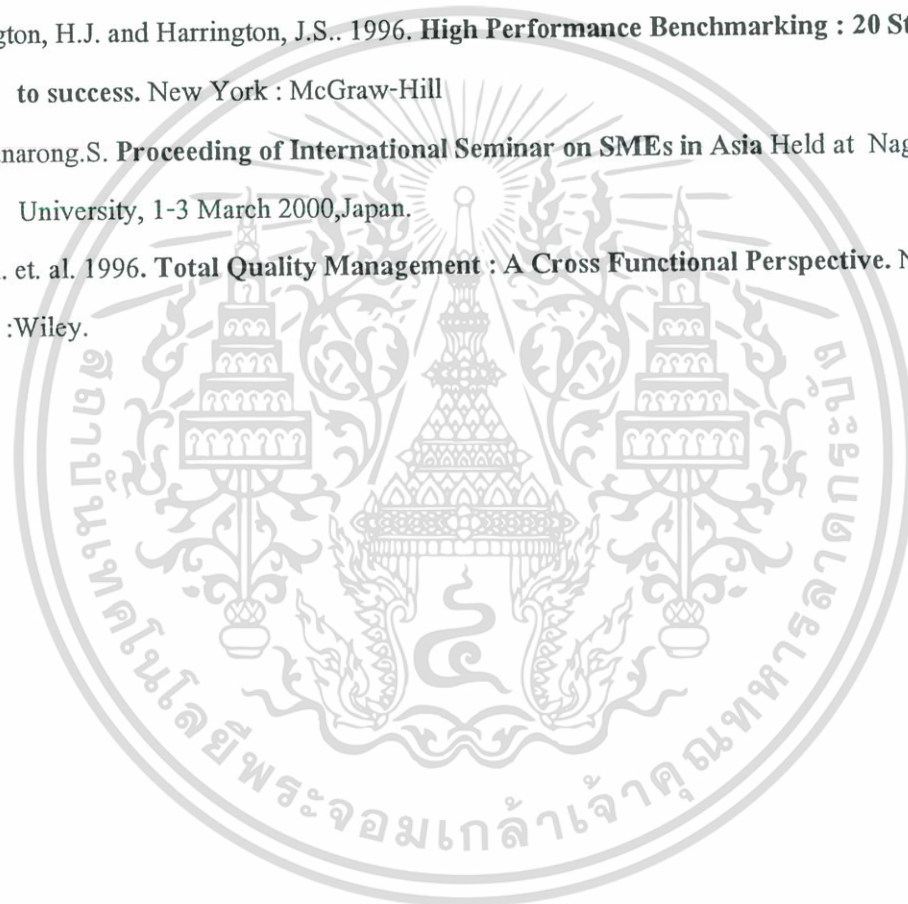 gton, H.J. and Harrington, J.S.. 1996. High Performance Benchmarking : 20 St
to success. New York : McGraw-Hill
narong.S. Proceeding of International Seminar on SMEs in Asia Held at Nag
University, 1-3 March 2000,Japan.
. et. al. 1996. Total Quality Management : A Cross Functional Perspective. N
:Wiley.
สถาบันเทคโนโลยีพระจอมเกล้าเจ้าคุณทหารลาดกระบัง